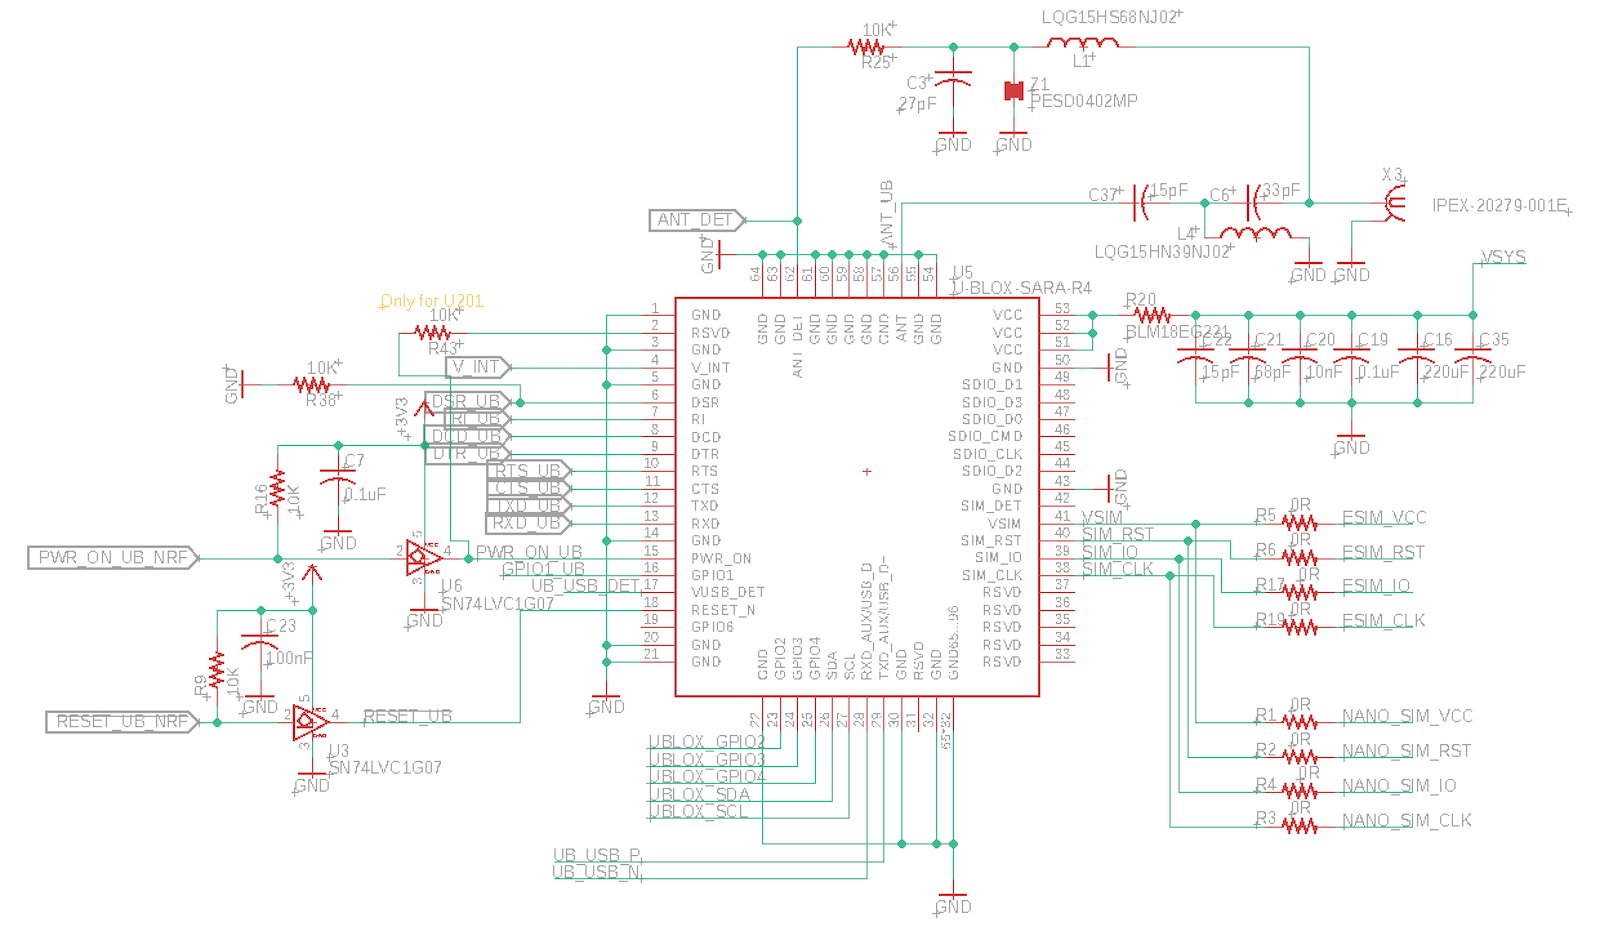 LQG15HS68NJ02
10K
R25
L1
C3
27pF
Z1
PESD0402MP
GND
GND
X3
C37
15pF
C6
33pF
IPEX-20279-001E
ANT_DET
ANT_UB
L4
LQG15HN39NJ02
GND
GND
GND
VSYS
64
63
62
61
60
59
58
57
56
55
54
U5
U-BLOX-SARA-R4
Only for U201
10K
R43
R20
BLM18EG221
C22
C21
C20
C19
C16
C35
15pF
68pF
10nF
0.1uF
220uF
220uF
GND
GND
GND
ANT_DET
GND
GND
GND
GND
GND
ANT
GND
GND
1 GND
2 RSVD
3 GND
4 V_INT
5 GND
6 DSR
7 RI
8 DCD
9 DTR
10 RTS
11 CTS
12 TXD
13 RXD
14 GND
15 PWR_ON
16 GPIO1
17 VUSB_DET
18 RESET_N
19 GPIO6
20 GND
21 GND
VCC 53
VCC 52
VCC 51
GND 50
SDIO_D1 49
SDIO_D3 48
SDIO_D0 47
SDIO_CMD 46
SDIO_CLK 45
SDIO_D2 44
GND 43
SIM_DET 42
VSIM 41
SIM_RST 40
SIM_IO 39
SIM_CLK 38
RSVD 37
RSVD 36
RSVD 35
RSVD 34
RSVD 33
GND
GND
V_INT
GND
10K
R38
+3V3
DSR_UB
RI_UB
DCD_UB
DTR_UB
RTS_UB
CTS_UB
TXD_UB
RXD_UB
C7
0.1uF
R16
10K
GND
PWR_ON_UB_NRF
2
5
4
3
VCC
GND
PWR_ON_UB
GPIO1_UB
UB_USB_DET
U6
SN74LVC1G07
GND
+3V3
C23
100nF
R9
10K
GND
RESET_UB_NRF
2
5
4
3
VCC
GND
RESET_UB
U3
SN74LVC1G07
GND
GND
VSIM
SIM_RST
SIM_IO
SIM_CLK
R5 0R ESIM_VCC
R6 0R ESIM_RST
R17 0R ESIM_IO
R19 0R ESIM_CLK
R1 0R NANO_SIM_VCC
R2 0R NANO_SIM_RST
R4 0R NANO_SIM_IO
R3 0R NANO_SIM_CLK
GND
GPIO2
GPIO3
GPIO4
SDA
SCL
RXD_AUX/USB_D
TXD_AUX/USB_D-
GND
RSVD
GND
GND65...96
22
23
24
25
26
27
28
29
30
31
32
UBLOX_GPIO2
UBLOX_GPIO3
UBLOX_GPIO4
UBLOX_SDA
UBLOX_SCL
UB_USB_P
UB_USB_N
GND
GND